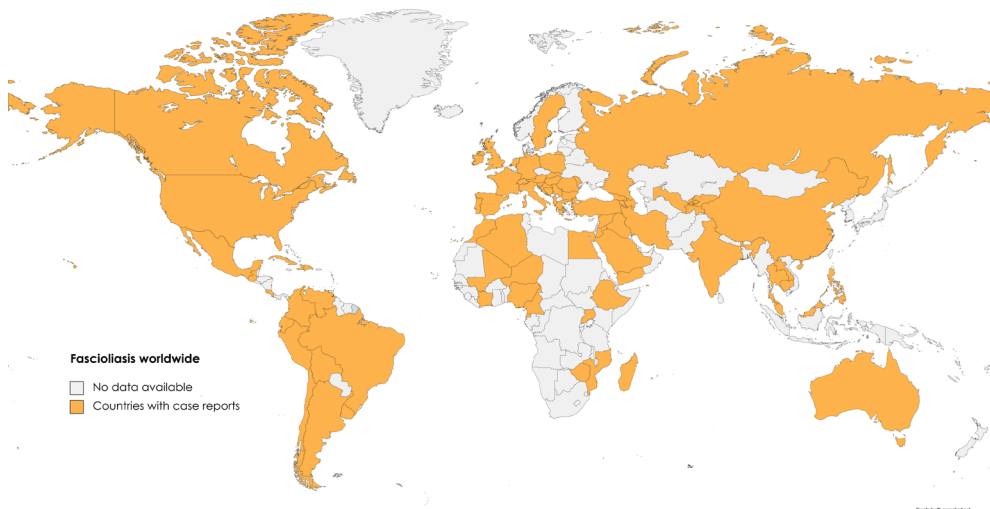 Fascioliasis worldwide
No data available
Countries with case reports